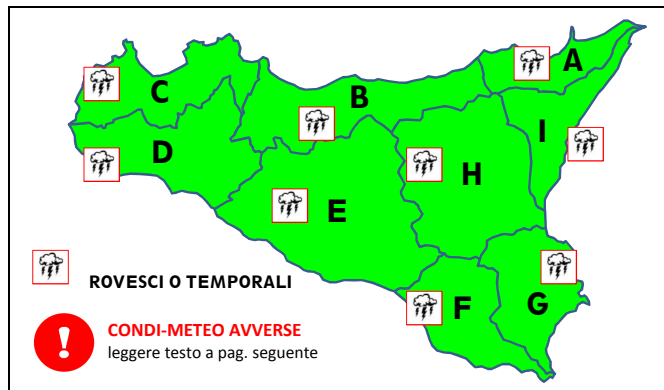 A
B
C
I
D
H
E
F
G
ROVESCI O TEMPORALI
!
CONDI-METEO AVVERSE
leggere testo a pag. seguente